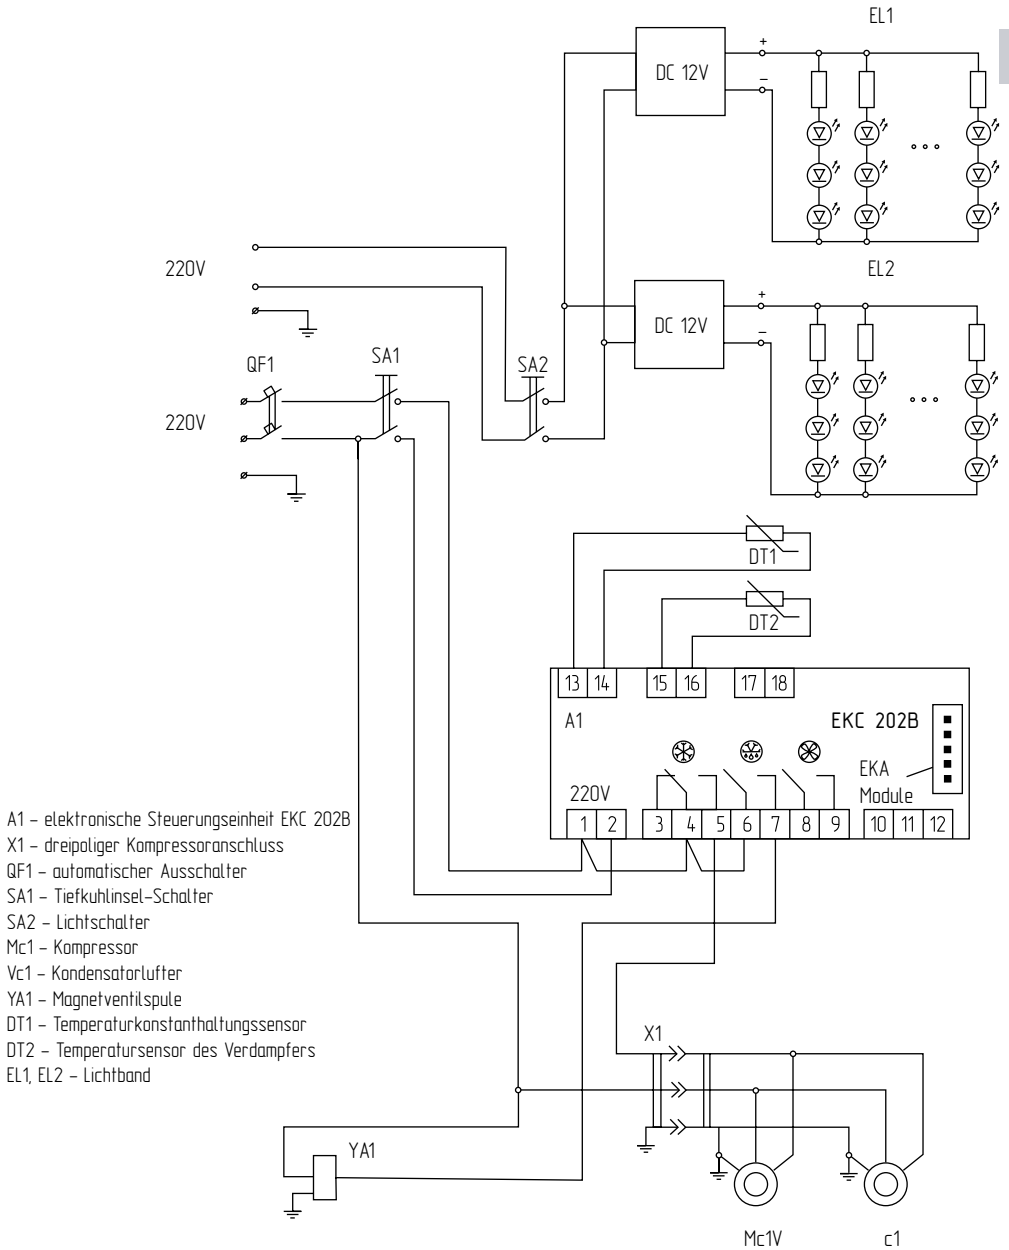 EL1
DC 12V
+
–
EL2
220V
DC 12V
+
–
SA1
SA2
QF1
220V
DT1
DT2
13 14 15 16 17 18
A1
EKC 202B
EKA
Module
220V
1 2 3 4 5 6 7 8 9 10 11 12
A1 – elektronische Steuerungseinheit EKC 202B
X1 – dreipoliger Kompressoranschluss
QF1 – automatischer Ausschalter
SA1 – Tiefkuhlinsel-Schalter
SA2 – Lichtschalter
Mc1 – Kompressor
Vc1 – Kondensatorlufter
YA1 – Magnetventilspule
DT1 – Temperaturkonstanthaltungssensor
DT2 – Temperatursensor des Verdampfers
EL1, EL2 – Lichtband
X1
YA1
Mc1V
c1